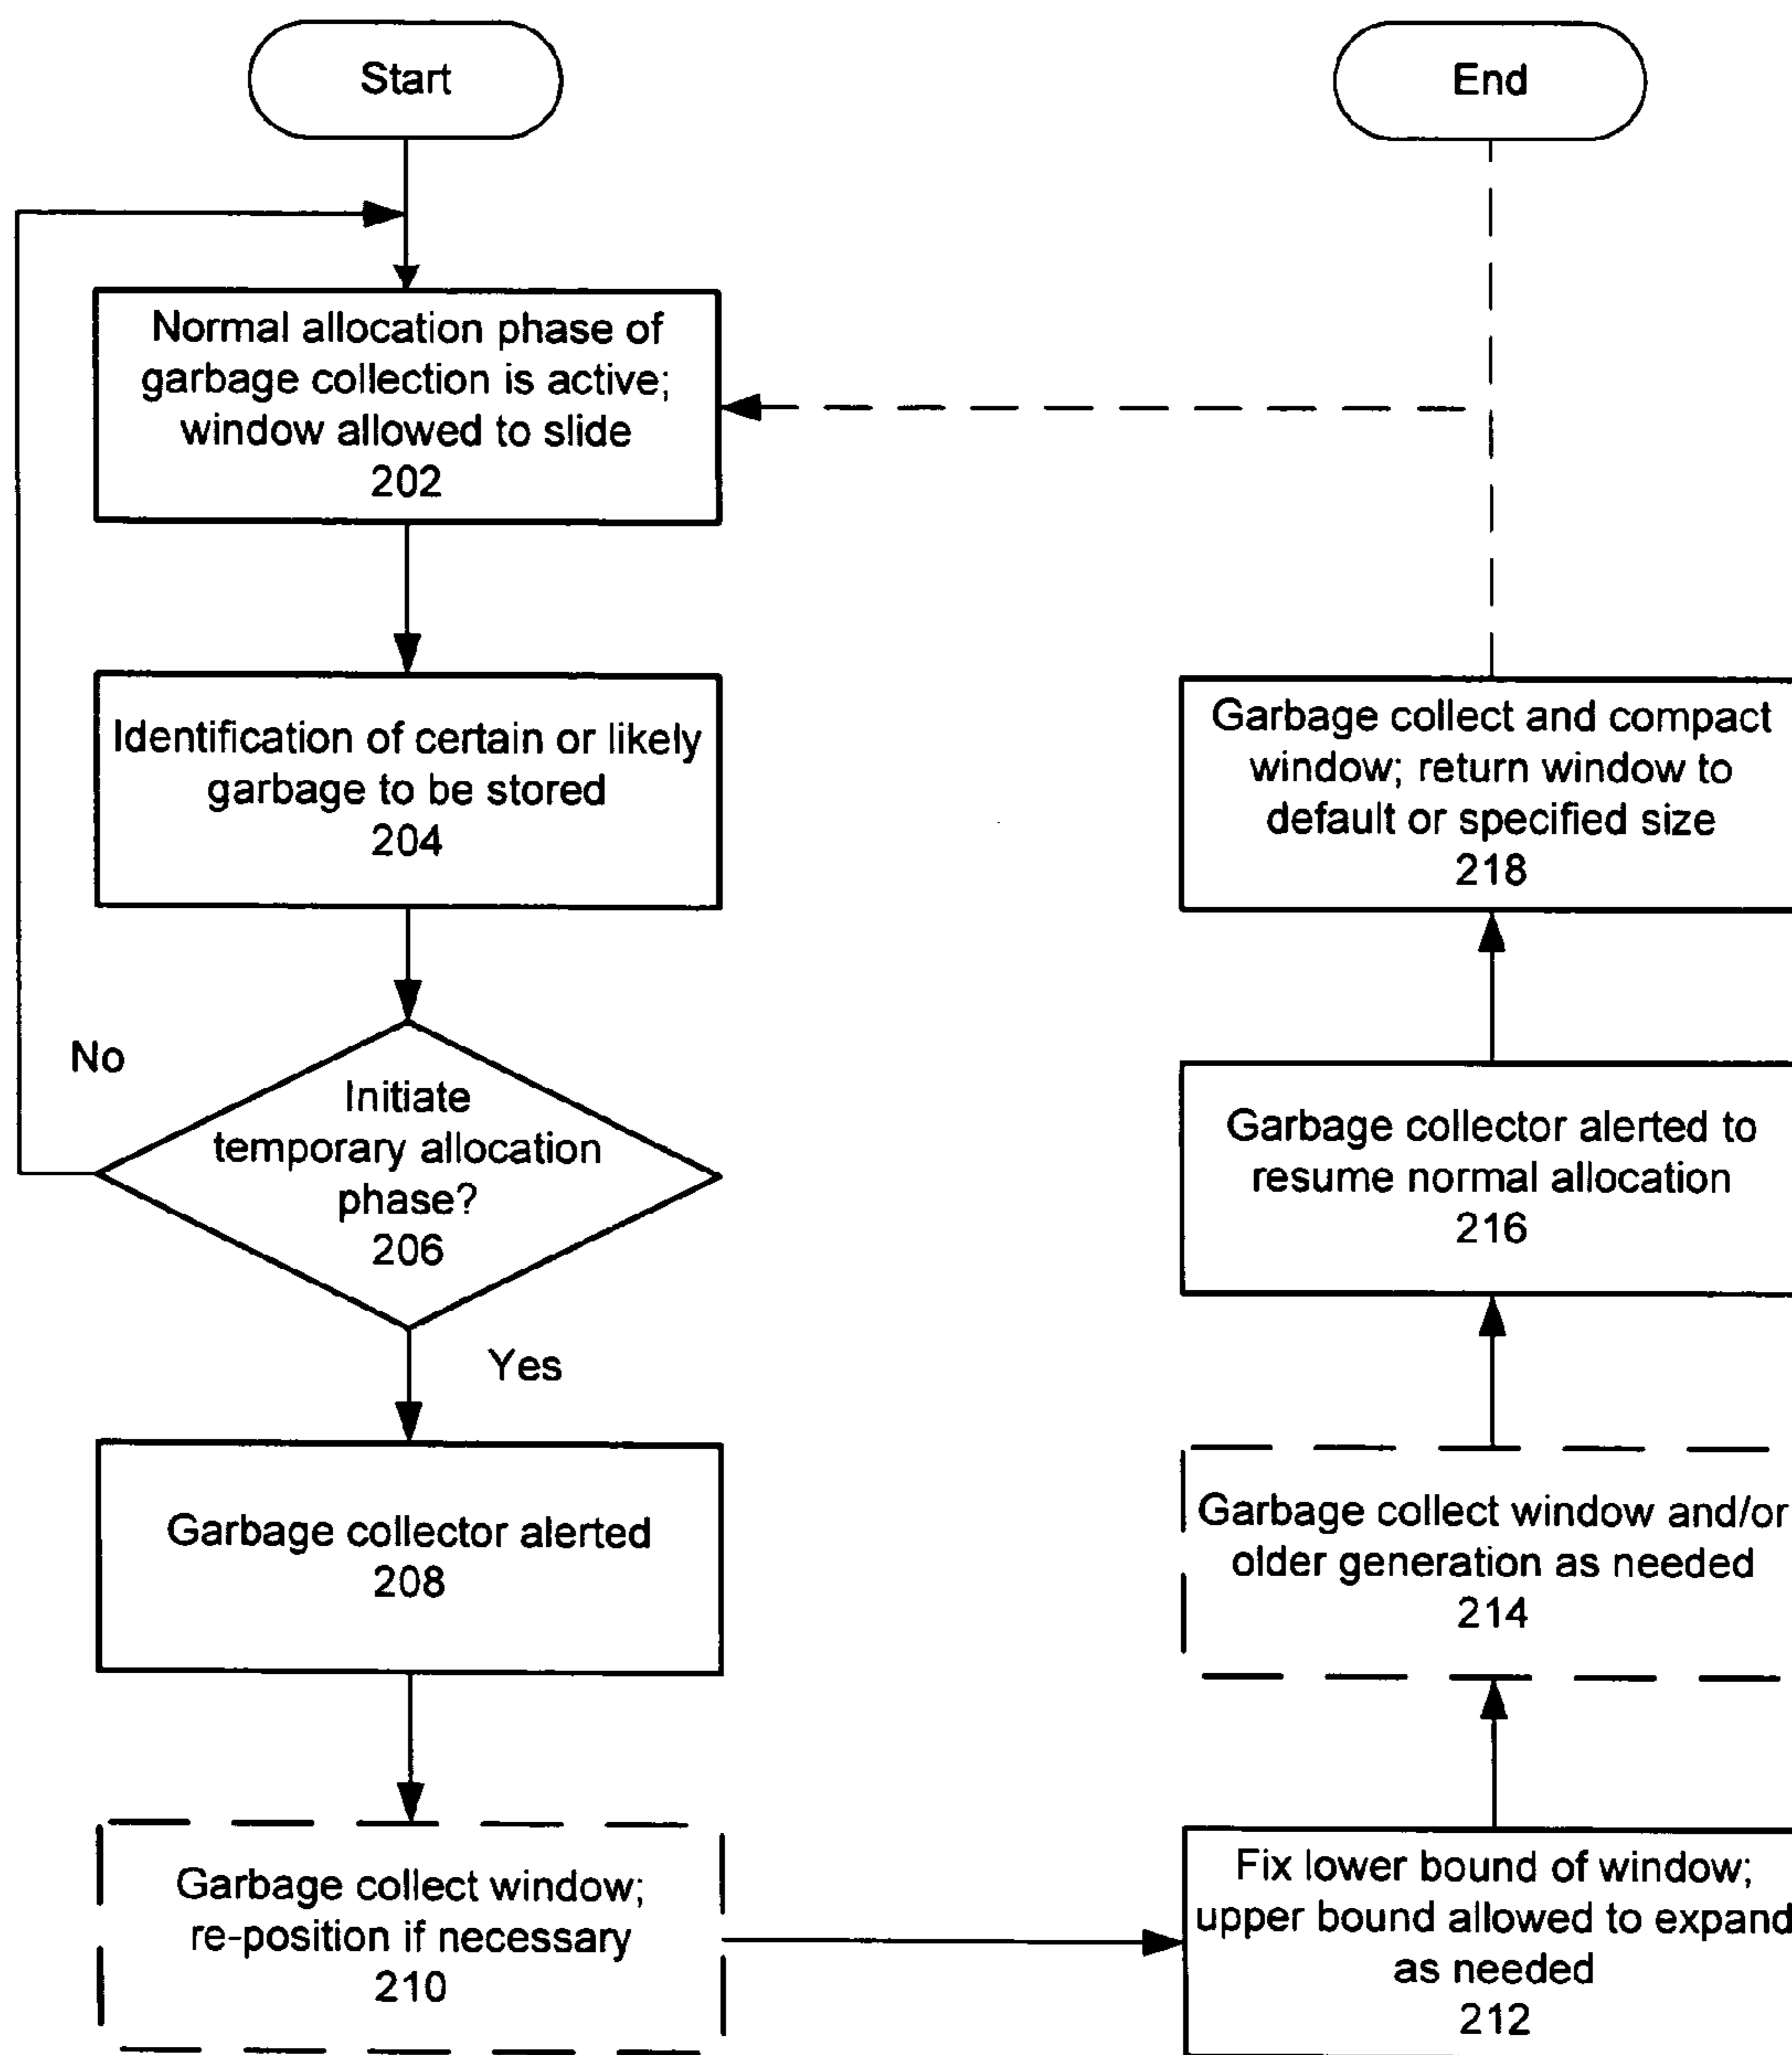 Start
Normal allocation phase of
garbage collection is active;
window allowed to slide
202
Identification of certain or likely
garbage to be stored
204
No
Initiate
temporary allocation
phase?
206
Yes
Garbage collector alerted
208
Garbage collect window;
re-position if necessary
210
Fix lower bound of window;
upper bound allowed to expand
as needed
212
Garbage collect window and/or
older generation as needed
214
Garbage collector alerted to
resume normal allocation
216
Garbage collect and compact
window; return window to
default or specified size
218
End